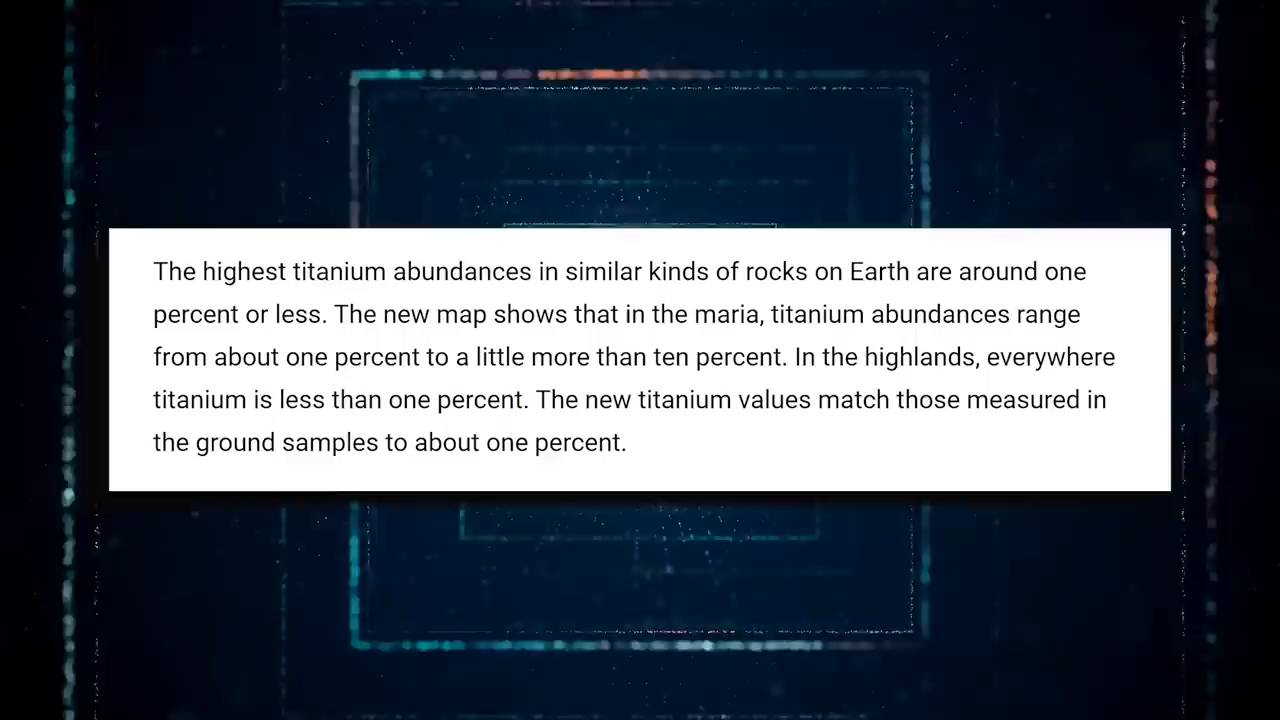 The highest titanium abundances in similar kinds of rocks on Earth are around one
percent or less. The new map shows that in the maria, titanium abundances range
from about one percent to a little more than ten percent. In the highlands, everywhere
titanium is less than one percent. The new titanium values match those measured in
the ground samples to about one percent.